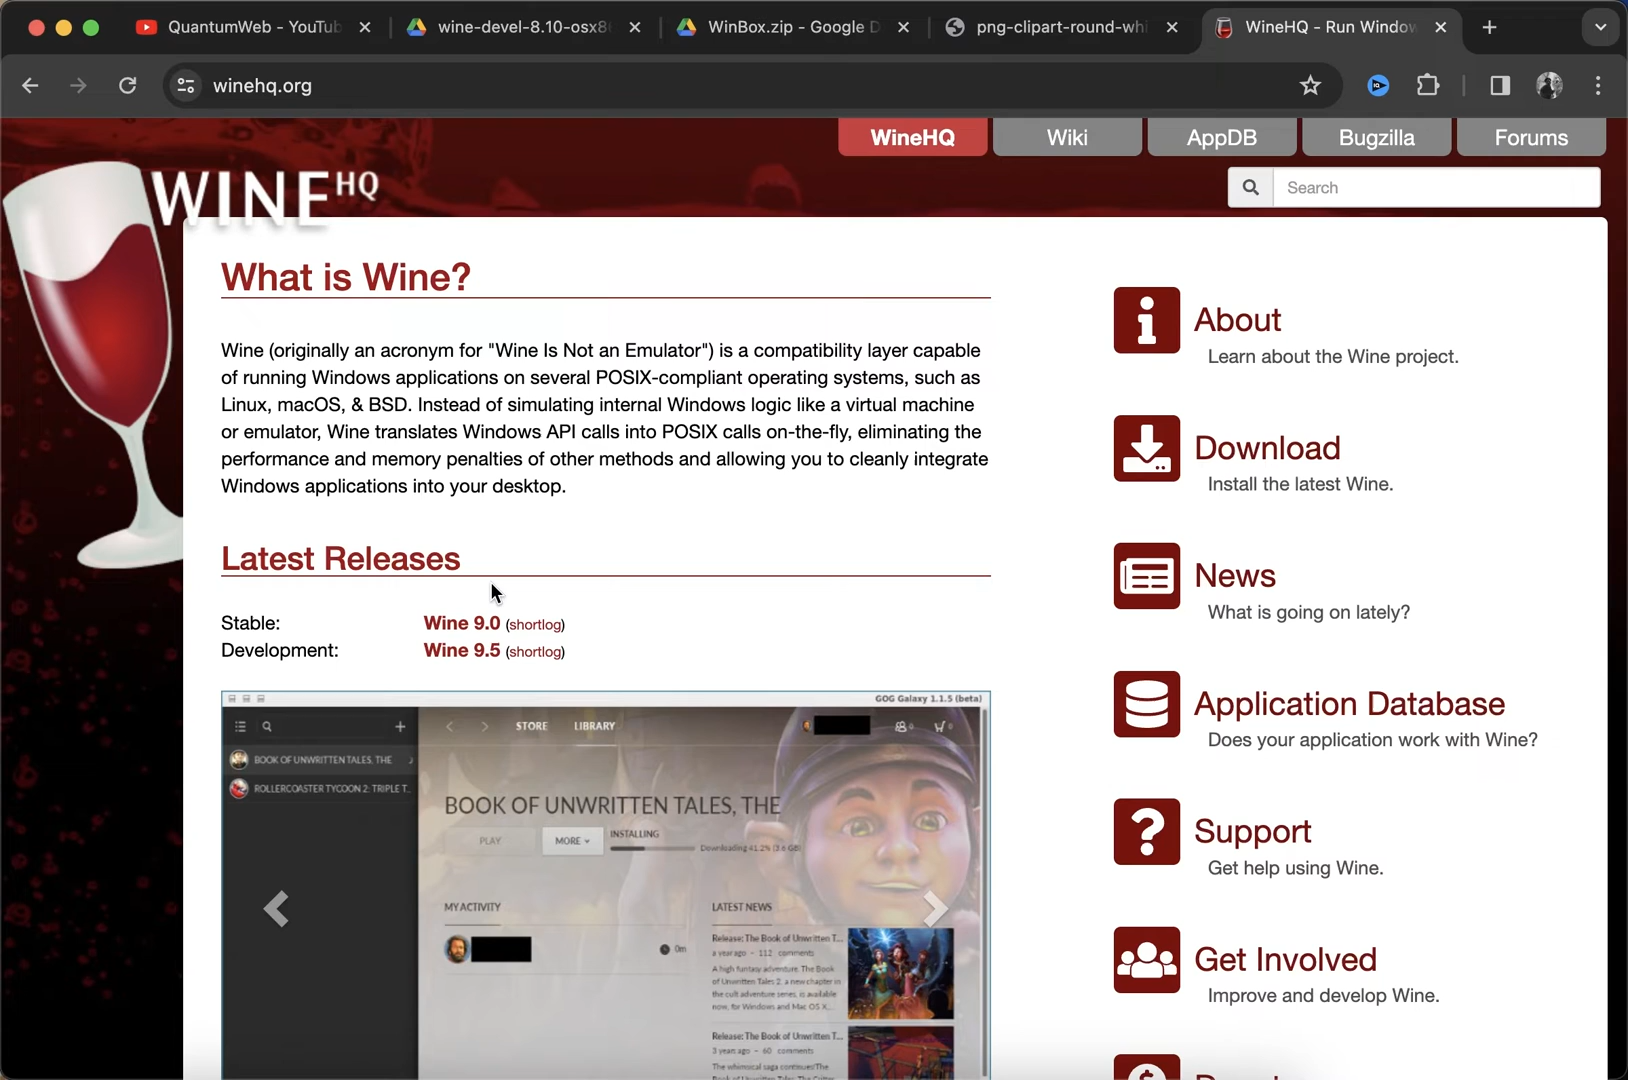 QuantumWeb - YouTub
wine-devel-8.10-osx8
WinBox.zip - Google D
png-clipart-round-whi
WineHQ - Run Window
winehq.org
WineHQ
Wiki
AppDB
Bugzilla
Forums
WINEHQ
Search
What is Wine?
Wine (originally an acronym for "Wine Is Not an Emulator") is a compatibility layer capable
of running Windows applications on several POSIX-compliant operating systems, such as
Linux, macOS, & BSD. Instead of simulating internal Windows logic like a virtual machine
or emulator, Wine translates Windows API calls into POSIX calls on-the-fly, eliminating the
performance and memory penalties of other methods and allowing you to cleanly integrate
Windows applications into your desktop.
Latest Releases
Stable: Wine 9.0 (shortlog)
Development: Wine 9.5 (shortlog)
GOG Galaxy 1.1.5 (beta)
STORE LIBRARY
BOOK OF UNWRITTEN TALES, THE
ROLLERCOASTER TYCOON 2: TRIPLE T...
BOOK OF UNWRITTEN TALES, THE
PLAY
MORE
INSTALLING
Downloading 41.2% (3.6 GB)
MY ACTIVITY
0m
LATEST NEWS
Release: The Book of Unwritten T...
a year ago - 112 comments
A high fantasy adventure, The Book
of Unwritten Tales 2, a new chapter in
the cult adventure series, is available
now, for Windows and Mac OS X...
Release: The Book of Unwritten T...
3 years ago - 60 comments
The whimsical saga continues! The
About
Learn about the Wine project.
Download
Install the latest Wine.
News
What is going on lately?
Application Database
Does your application work with Wine?
Support
Get help using Wine.
Get Involved
Improve and develop Wine.